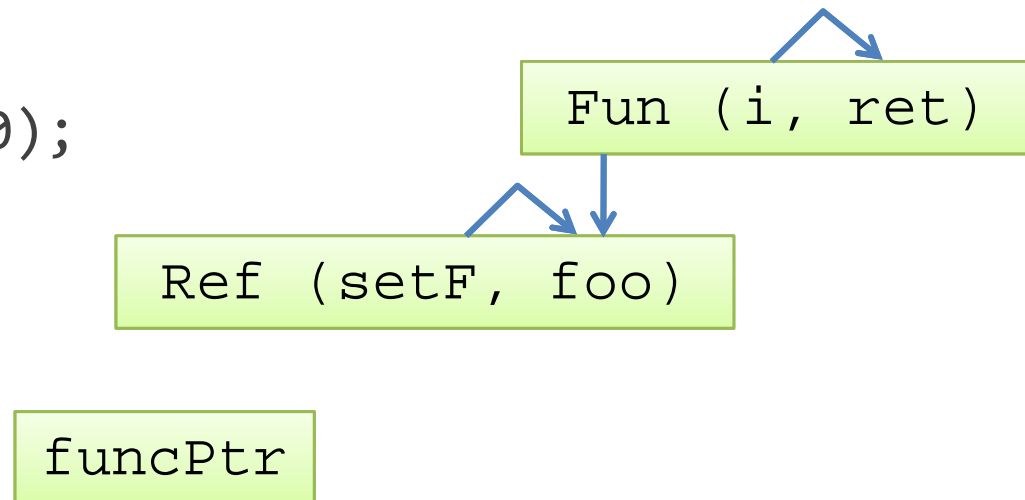 0);
Fun (i, ret)
Ref (setF, foo)
funcPtr